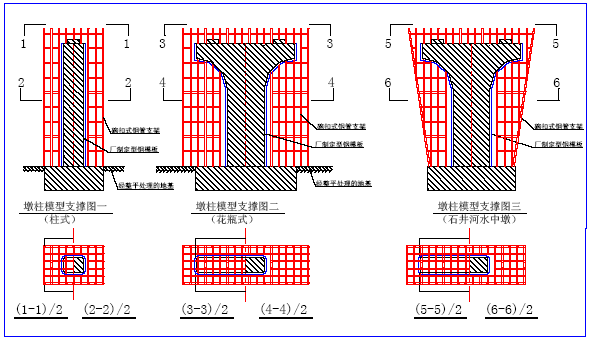 1 1 3 3 5 5
2 2 4 4 6 6
碗扣式钢管支架
厂制定型钢模板
碗扣式钢管支架
厂制定型钢模板
碗扣式钢管支架
厂制定型钢模板
经整平处理的地基
经整平处理的地基
墩柱模型支撑图一
(柱式)
墩柱模型支撑图二
(花瓶式)
墩柱模型支撑图三
(石井河水中墩)
(1-1)/2 (2-2)/2 (3-3)/2 (4-4)/2 (5-5)/2 (6-6)/2